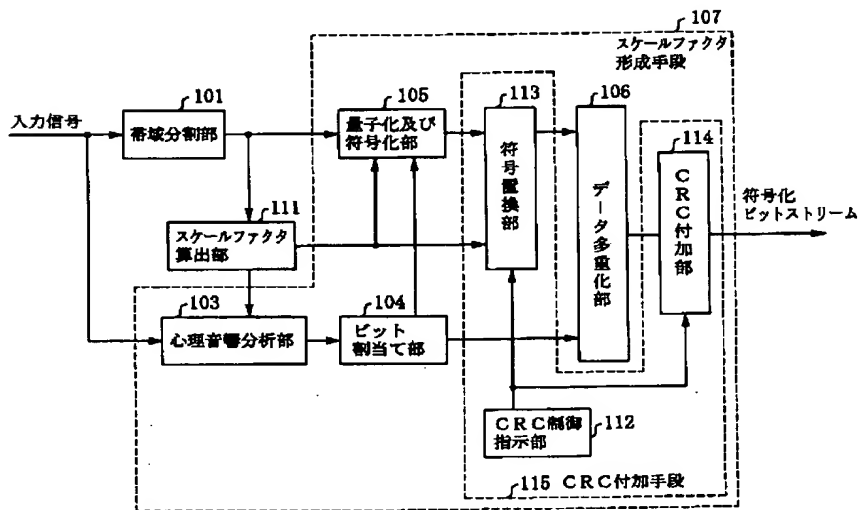 107
スケールファクタ
形成手段
113
106
101
105
入力信号
帯域分割部
量子化及び
符号化部
符号置換部
データ多重化部
114
CRC付加部
符号化
ビットストリーム
111
スケールファクタ
算出部
103
心理音響分析部
104
ビット
割当て部
CRC制御
指示部
112
115 CRC付加手段